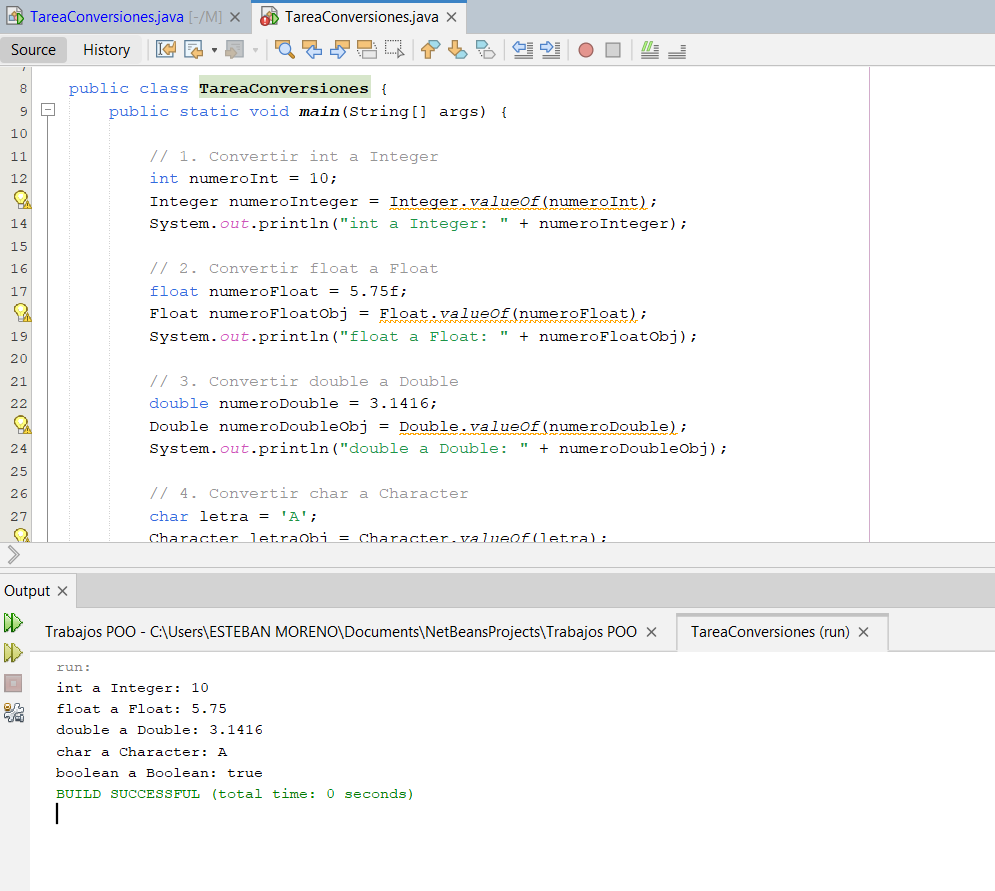 TareaConversiones.java [-/M] TareaConversiones.java
Source History
7
8 public class TareaConversiones {
9 public static void main(String[] args) {
10
11 // 1. Convertir int a Integer
12 int numeroInt = 10;
Integer numeroInteger = Integer.valueOf(numeroInt);
14 System.out.println("int a Integer: " + numeroInteger);
15
16 // 2. Convertir float a Float
17 float numeroFloat = 5.75f;
Float numeroFloatObj = Float.valueOf(numeroFloat);
19 System.out.println("float a Float: " + numeroFloatObj);
20
21 // 3. Convertir double a Double
22 double numeroDouble = 3.1416;
Double numeroDoubleObj = Double.valueOf(numeroDouble);
24 System.out.println("double a Double: " + numeroDoubleObj);
25
26 // 4. Convertir char a Character
27 char letra = 'A';
Character letraObj = Character.valueOf(letra);
Output
Trabajos POO - C:\Users\ESTEBAN MORENO\Documents\NetBeansProjects\Trabajos POO TareaConversiones (run)
run:
int a Integer: 10
float a Float: 5.75
double a Double: 3.1416
char a Character: A
boolean a Boolean: true
BUILD SUCCESSFUL (total time: 0 seconds)